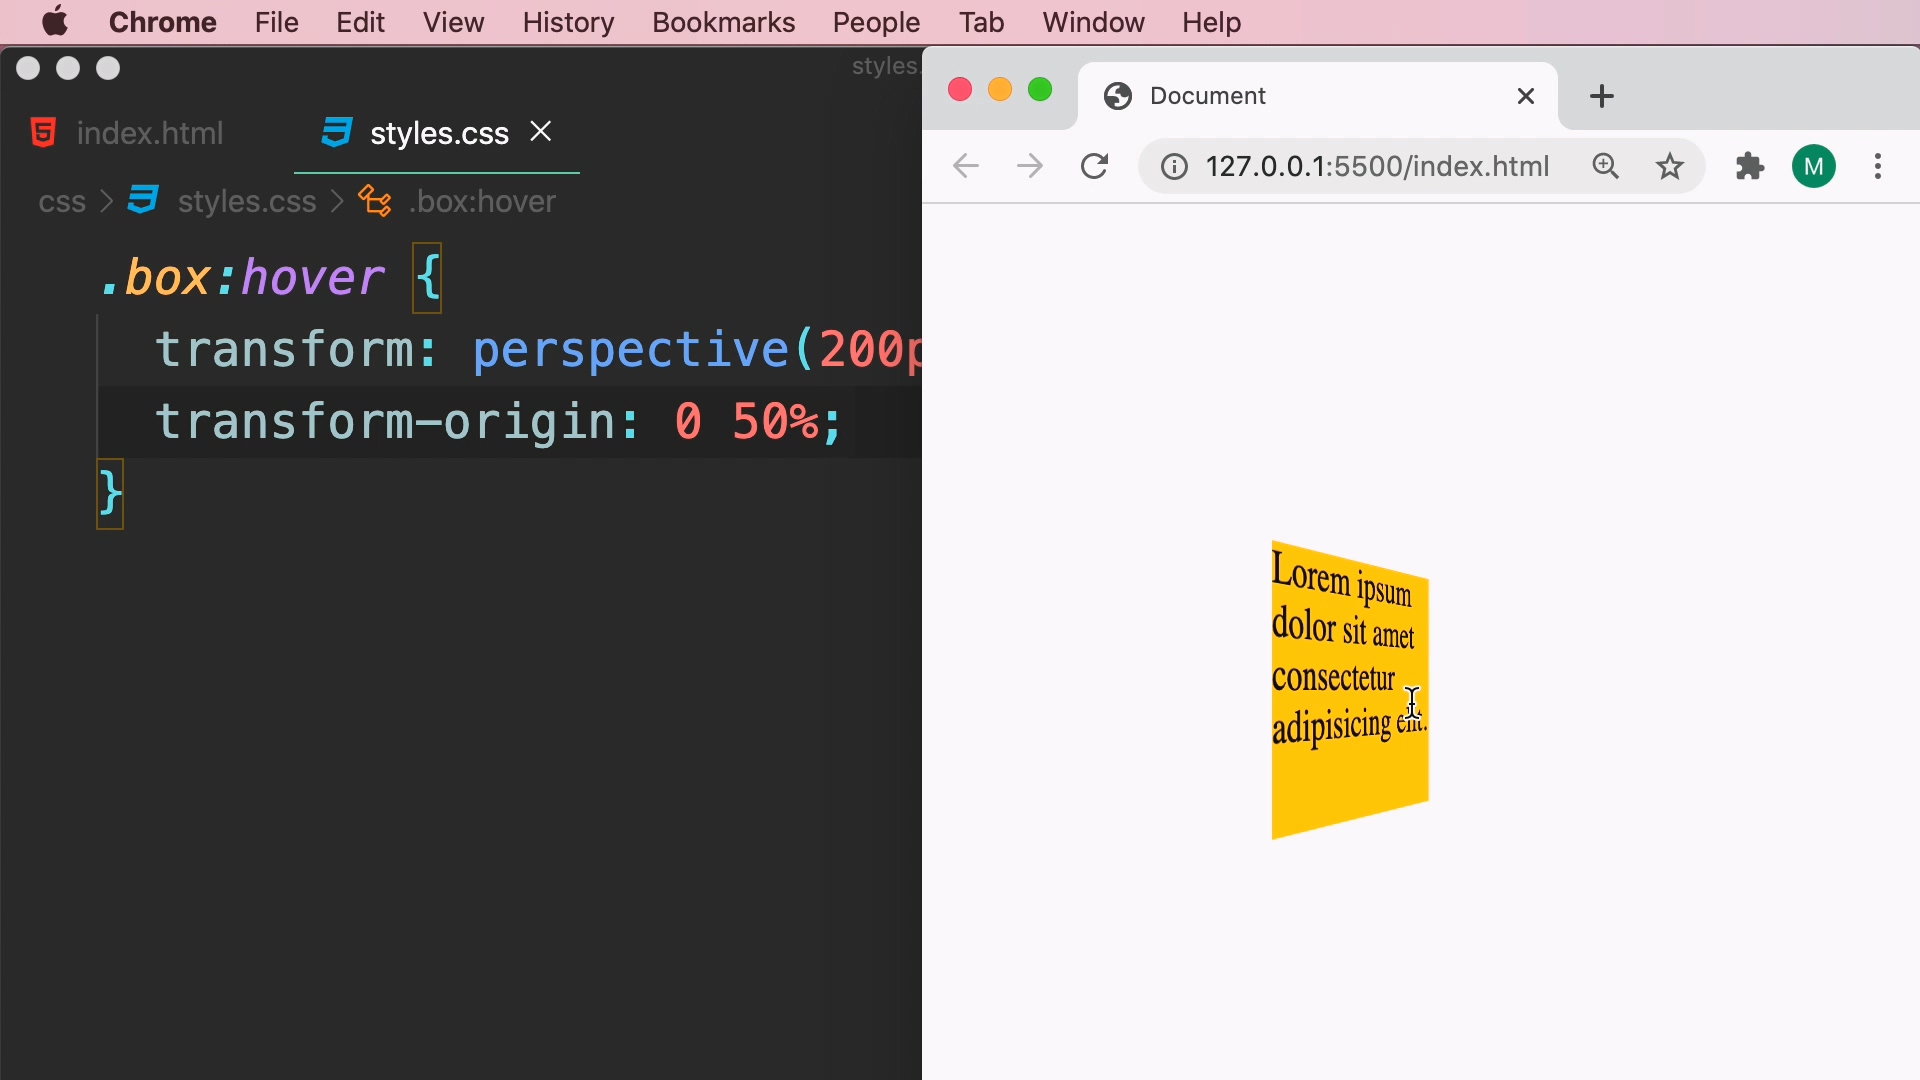 Chrome File Edit View History Bookmarks People Tab Window Help
styles.
index.html styles.css
css > styles.css > .box:hover
.box:hover {
transform: perspective(200p
transform-origin: 0 50%;
}
Document
127.0.0.1:5500/index.html
M
Lorem ipsum
dolor sit amet
consectetur
adipisicing elit.